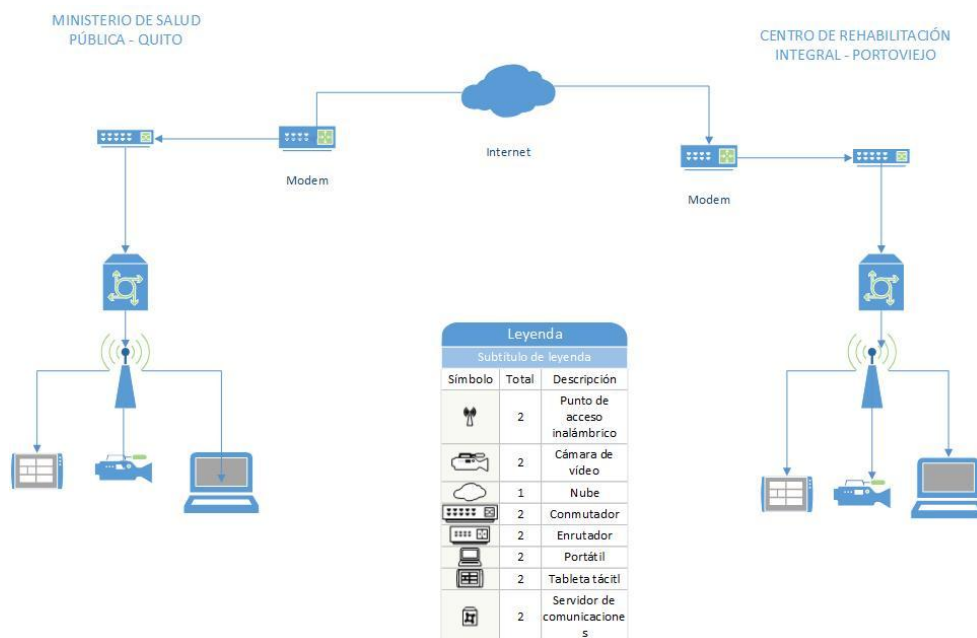 MINISTERIO DE SALUD
PÚBLICA - QUITO
CENTRO DE REHABILITACIÓN
INTEGRAL - PORTOVIEJO
Internet
Modem
Modem
Leyenda
Subtítulo de leyenda
Símbolo Total Descripción
2 Punto de
acceso
inalámbrico
2 Cámara de
vídeo
1 Nube
2 Conmutador
2 Enrutador
2 Portátil
2 Tableta tácitl
2 Servidor de
comunicacione
s